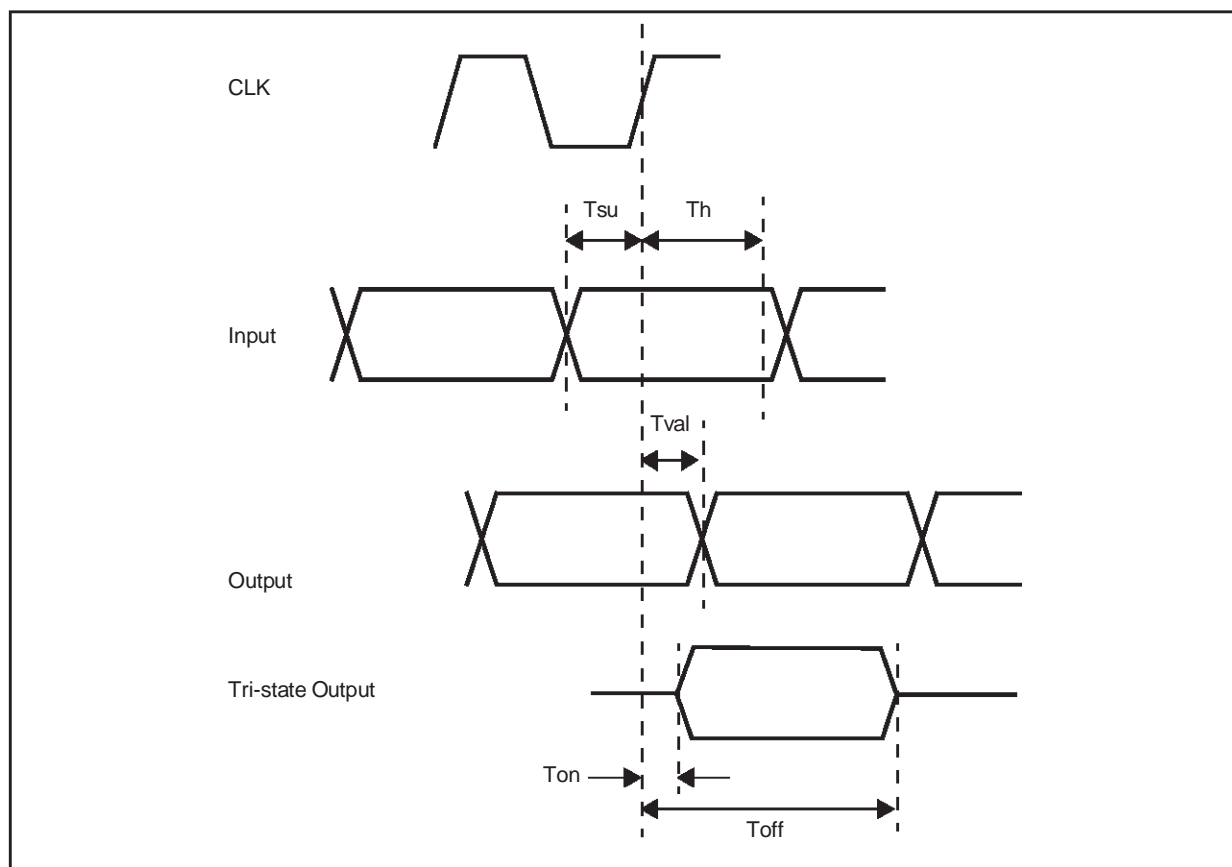 CLK
Tsu
Th
Input
Tval
Output
Tri-state Output
Ton
Toff